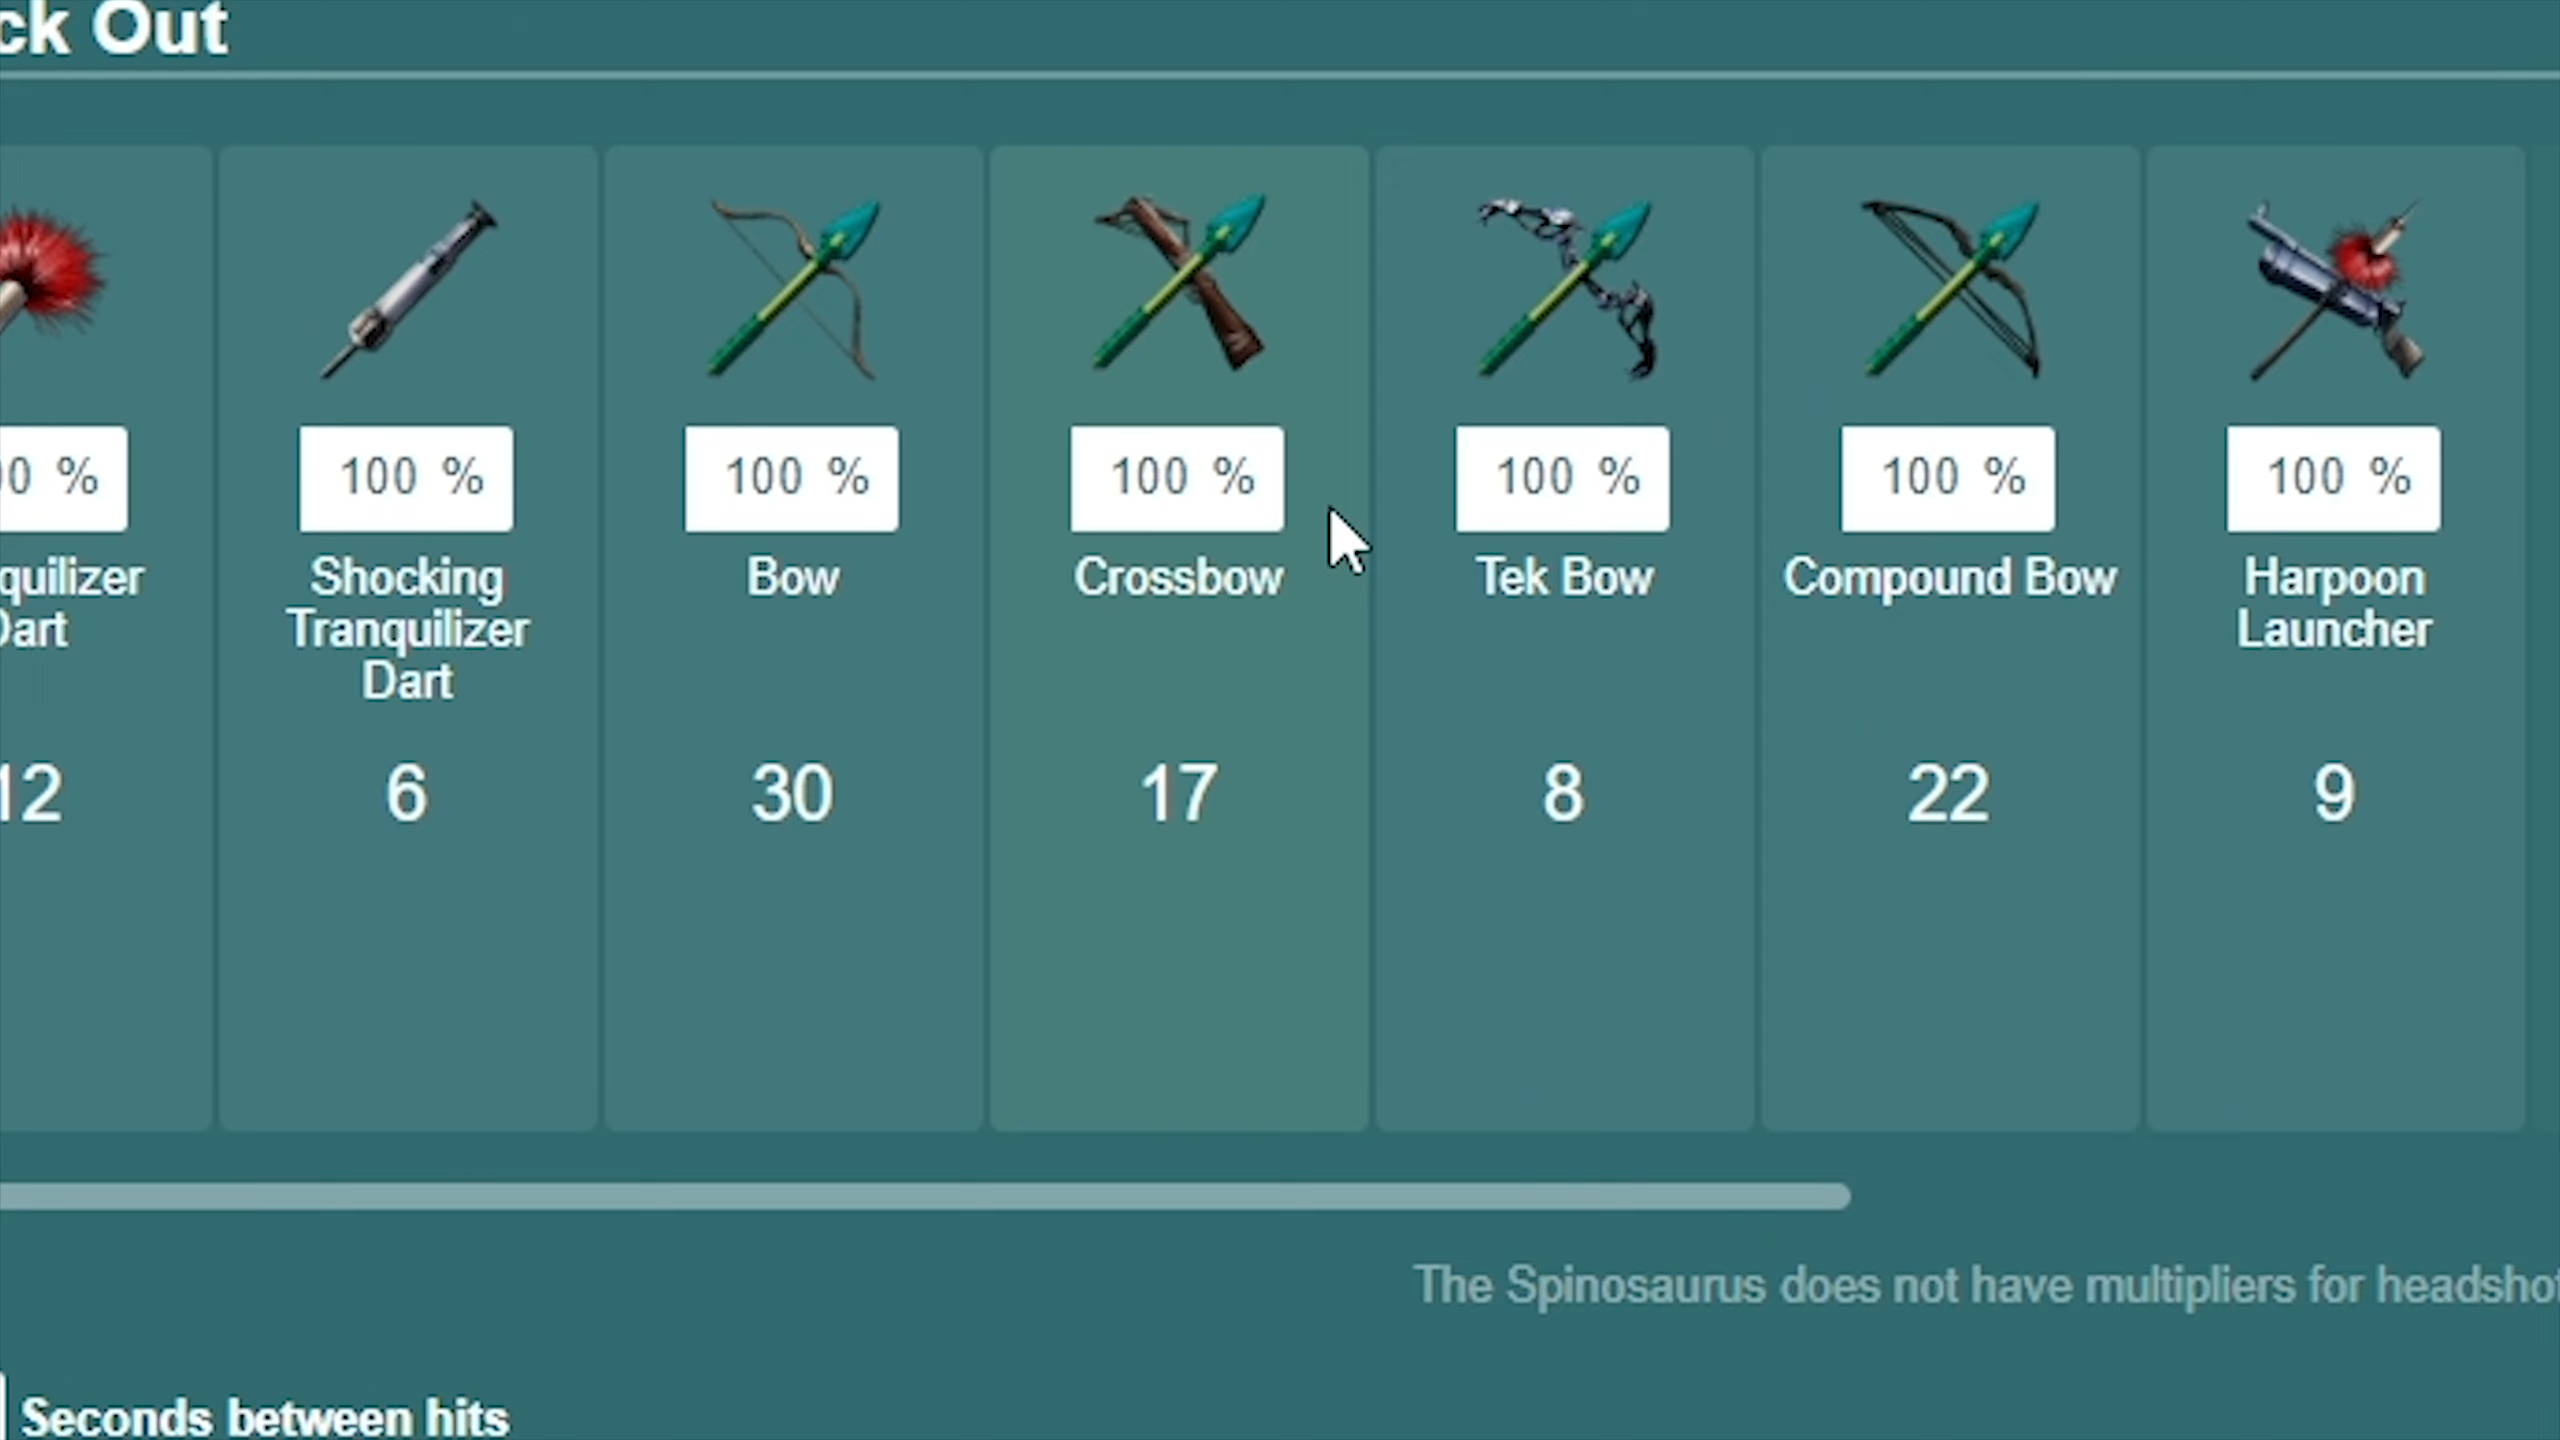 ck Out
00 %
100 %
100 %
100 %
100 %
100 %
100 %
quilizer
Dart
Shocking
Tranquilizer
Dart
Bow
Crossbow
Tek Bow
Compound Bow
Harpoon
Launcher
12
6
30
17
8
22
9
The Spinosaurus does not have multipliers for headshot
Seconds between hits